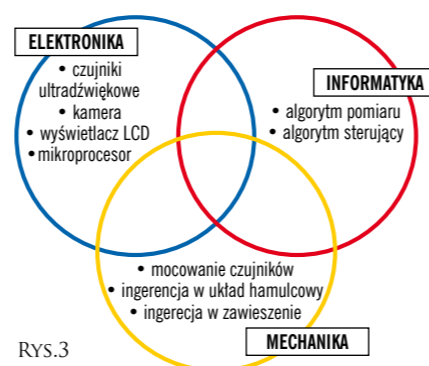 ELEKTRONIKA
• czujniki
ultradźwiękowe
• kamera
• wyświetlacz LCD
• mikroprocesor
INFORMATYKA
• algorytm pomiaru
• algorytm sterujący
• mocowanie czujników
• ingerencja w układ hamulcowy
• ingerecja w zawieszenie
MECHANIKA
RYS.3